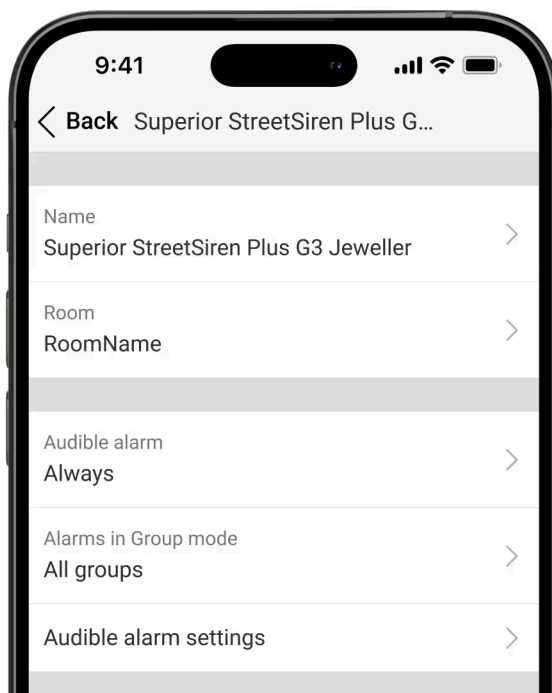 9:41
Back Superior StreetSiren Plus G...
Name
Superior StreetSiren Plus G3 Jeweller
Room
RoomName
Audible alarm
Always
Alarms in Group mode
All groups
Audible alarm settings